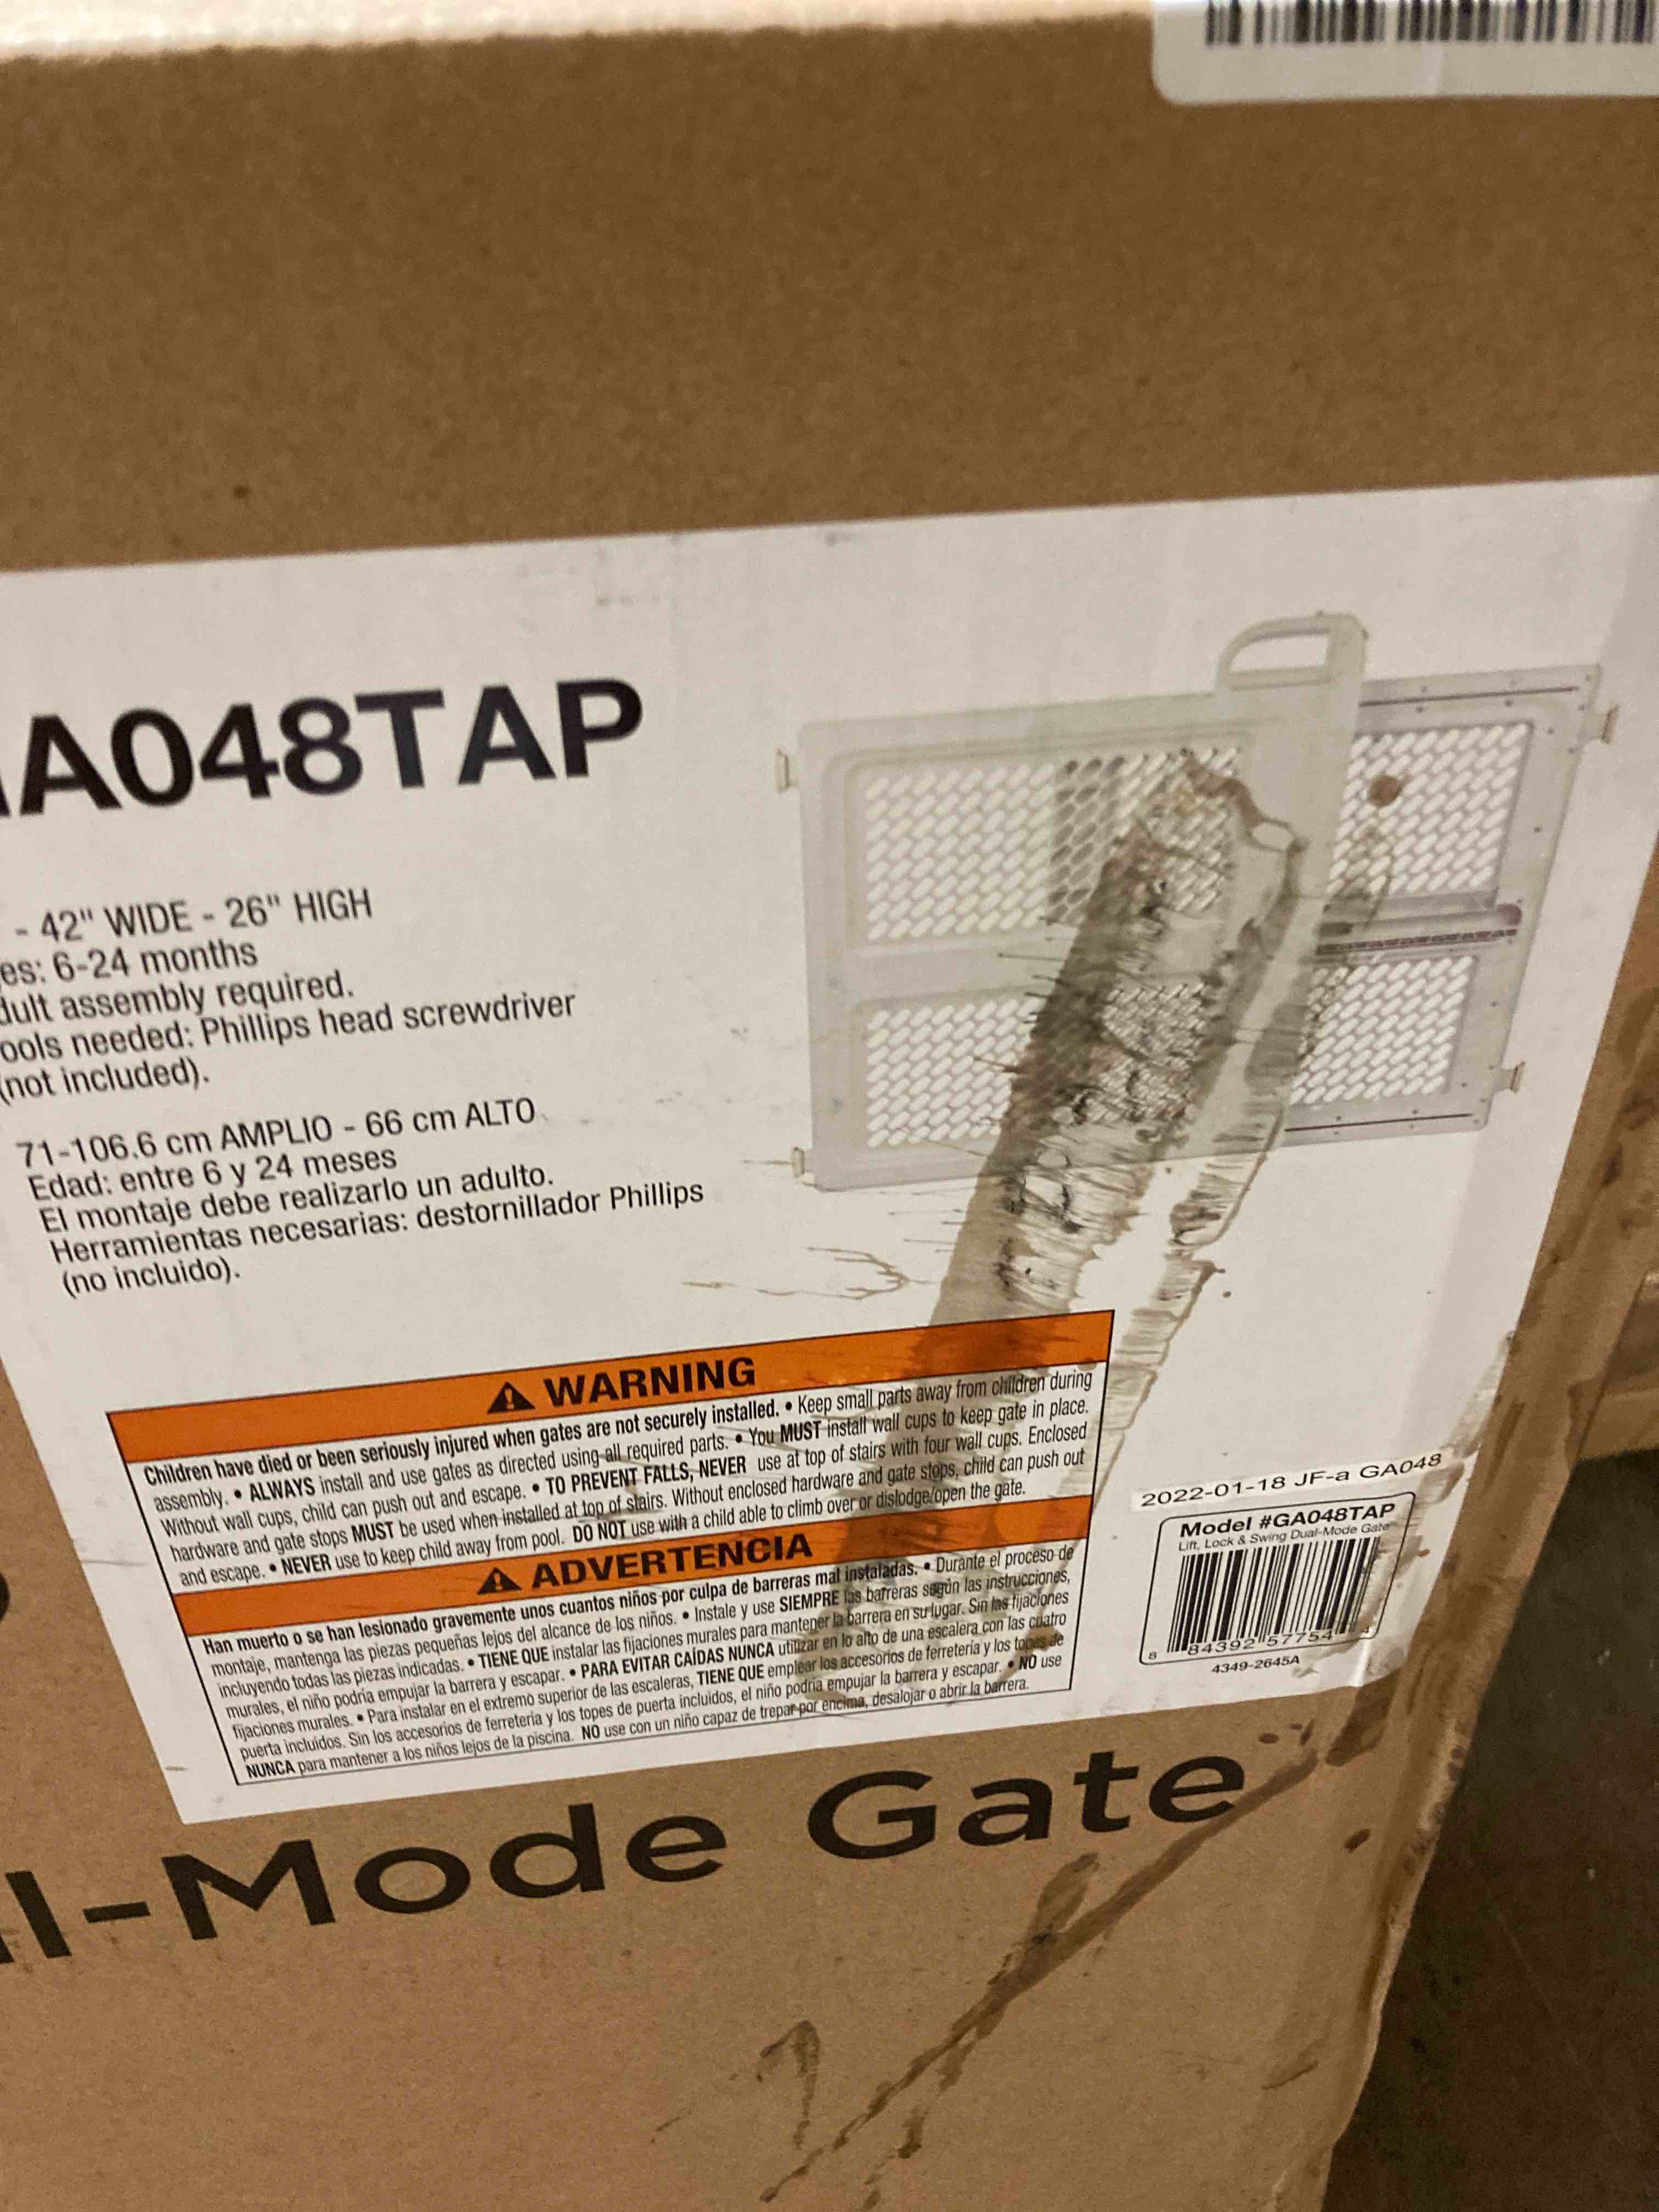 A048TAP
- 42" WIDE - 26" HIGH
es: 6-24 months
dult assembly required.
ools needed: Phillips head screwdriver
(not included).
71-106.6 cm AMPLIO - 66 cm ALTO
Edad: entre 6 y 24 meses
El montaje debe realizarlo un adulto.
Herramientas necesarias: destornillador Phillips
(no incluido).
WARNING
Children have died or been seriously injured when gates are not securely installed. • Keep small parts away from children during
assembly. • ALWAYS install and use gates as directed using all required parts. • You MUST install wall cups to keep gate in place.
Without wall cups, child can push out and escape. • TO PREVENT FALLS, NEVER use at top of stairs with four wall cups. Enclosed
hardware and gate stops MUST be used when installed at top of stairs. Without enclosed hardware and gate stops, child can push out
and escape. • NEVER use to keep child away from pool. DO NOT use with a child able to climb over or dislodge/open the gate.
ADVERTENCIA
Han muerto o se han lesionado gravemente unos cuantos niños por culpa de barreras mal instaladas. • Durante el proceso de
montaje, mantenga las piezas pequeñas lejos del alcance de los niños. • Instale y use SIEMPRE las barreras según las instrucciones,
incluyendo todas las piezas indicadas. • TIENE QUE instalar las fijaciones murales para mantener la barrera en su lugar. Sin las fijaciones
murales, el niño podría empujar la barrera y escapar. • PARA EVITAR CAÍDAS NUNCA utilizar en lo alto de una escalera con las cuatro
fijaciones murales. • Para instalar en el extremo superior de las escaleras, TIENE QUE emplear los accesorios de ferretería y los topes de
puerta incluidos. Sin los accesorios de ferretería y los topes de puerta incluidos, el niño podría empujar la barrera y escapar. • NO use
NUNCA para mantener a los niños lejos de la piscina. NO use con un niño capaz de trepar por encima, desalojar o abrir la barrera.
2022-01-18 JF-a GA048
Model #GA048TAP
Lift, Lock & Swing Dual-Mode Gate
8 84392 57754 4
4349-2645A
l-Mode Gate